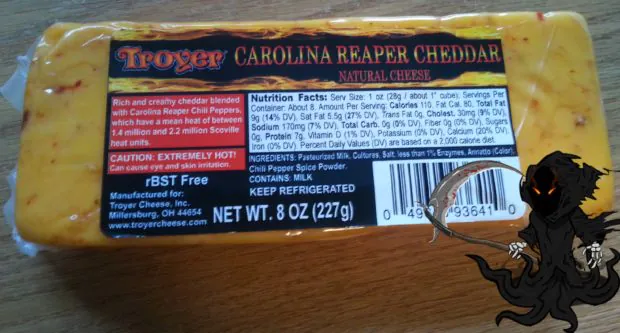 Troyer CAROLINA REAPER CHEDDAR
NATURAL CHEESE
Rich and creamy cheddar blended
with Carolina Reaper Chili Peppers,
which have a mean heat of between
1.4 million and 2.2 million Scoville
heat units.
CAUTION: EXTREMELY HOT!
Can cause eye and skin irritation.
rBST Free
Manufactured for:
Troyer Cheese, Inc.
Millersburg, OH 44654
www.troyercheese.com
Nutrition Facts: Serv Size: 1 oz (28g / about 1" cube), Servings Per
Container: About 8, Amount Per Serving: Calories 110, Fat Cal. 80, Total Fat
9g (14% DV), Sat Fat 5.5g (27% DV), Trans Fat 0g, Cholest. 30mg (9% DV),
Sodium 170mg (7% DV), Total Carb. 0g (0% DV), Fiber 0g (0% DV), Sugars
0g, Protein 7g, Vitamin D (1% DV), Potassium (0% DV), Calcium (20% DV),
Iron (0% DV) Percent Daily Values (DV) are based on a 2,000 calorie diet.
INGREDIENTS: Pasteurized Milk, Cultures, Salt, less than 1% Enzymes, Annatto (Color),
Chili Pepper Spice Powder.
CONTAINS: MILK
KEEP REFRIGERATED
NET WT. 8 OZ (227g)
0 49 93641 0